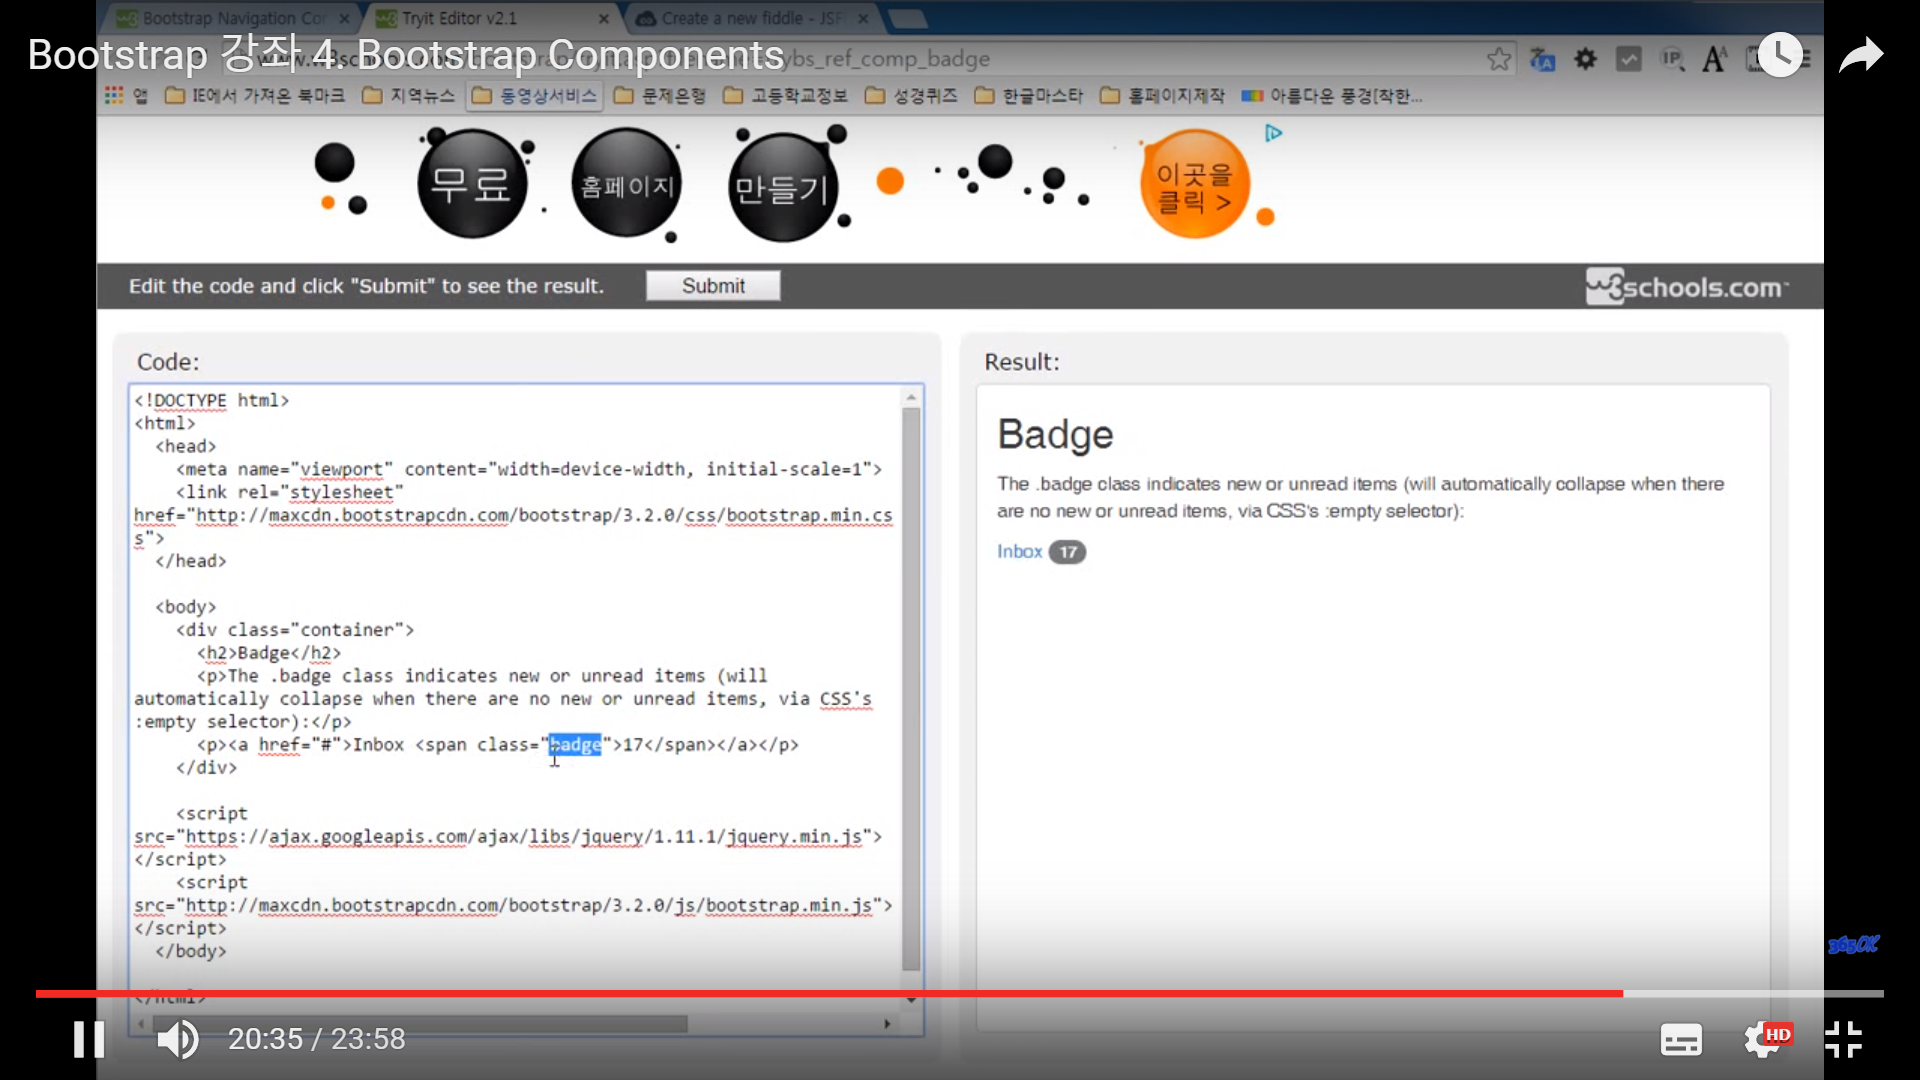 Bootstrap Navigation Co
Tryit Editor v2.1
Create a new fiddle - JSF
Bootstrap 강좌 4. Bootstrap Components
ybs_ref_comp_badge
앱
IE에서 가져온 북마크
지역뉴스
동영상서비스
문제은행
고등학교정보
성경퀴즈
한글마스타
홈페이지제작
아름다운 풍경[착한...
무료
홈페이지
만들기
이곳을
클릭 >
Edit the code and click "Submit" to see the result.
Submit
w3schools.com
Code:
<!DOCTYPE html>
<html>
<head>
<meta name="viewport" content="width=device-width, initial-scale=1">
<link rel="stylesheet"
href="http://maxcdn.bootstrapcdn.com/bootstrap/3.2.0/css/bootstrap.min.cs
s">
</head>
<body>
<div class="container">
<h2>Badge</h2>
<p>The .badge class indicates new or unread items (will
automatically collapse when there are no new or unread items, via CSS's
:empty selector):</p>
<p><a href="#">Inbox <span class="badge">17</span></a></p>
</div>
<script
src="https://ajax.googleapis.com/ajax/libs/jquery/1.11.1/jquery.min.js">
</script>
<script
src="http://maxcdn.bootstrapcdn.com/bootstrap/3.2.0/js/bootstrap.min.js">
</script>
</body>
</html>
Result:
Badge
The .badge class indicates new or unread items (will automatically collapse when there
are no new or unread items, via CSS's :empty selector):
Inbox 17
365OK
20:35 / 23:58
HD